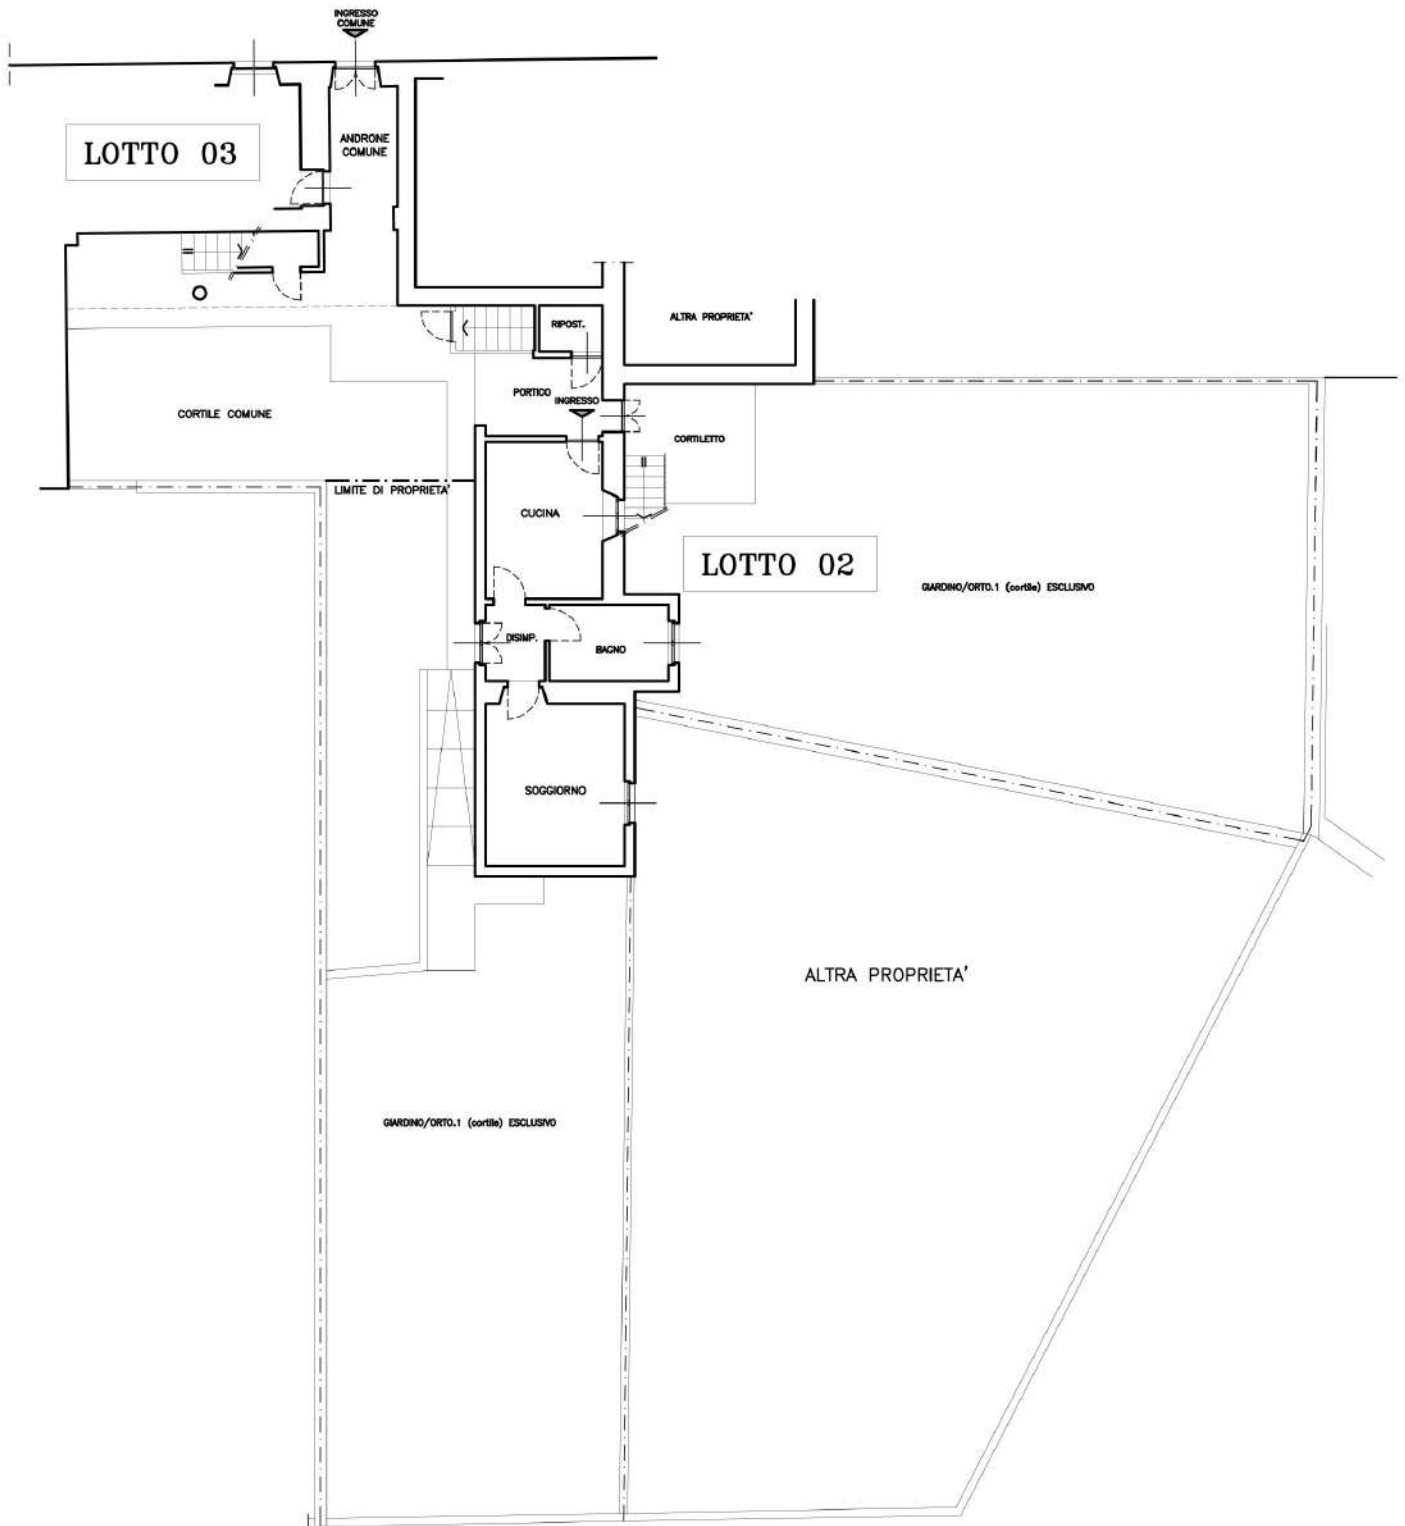 INGRESSO
COMUNE
ANDRONE
COMUNE
LOTTO 03
RIPOST.
ALTRA PROPRIETA'
PORTICO
INGRESSO
CORTILE COMUNE
CORTILETTO
LIMITE DI PROPRIETA'
CUCINA
LOTTO 02
GIARDINO/ORTO.1 (cortile) ESCLUSIVO
DISIMP.
BAGNO
SOGGIORNO
ALTRA PROPRIETA'
GIARDINO/ORTO.1 (cortile) ESCLUSIVO